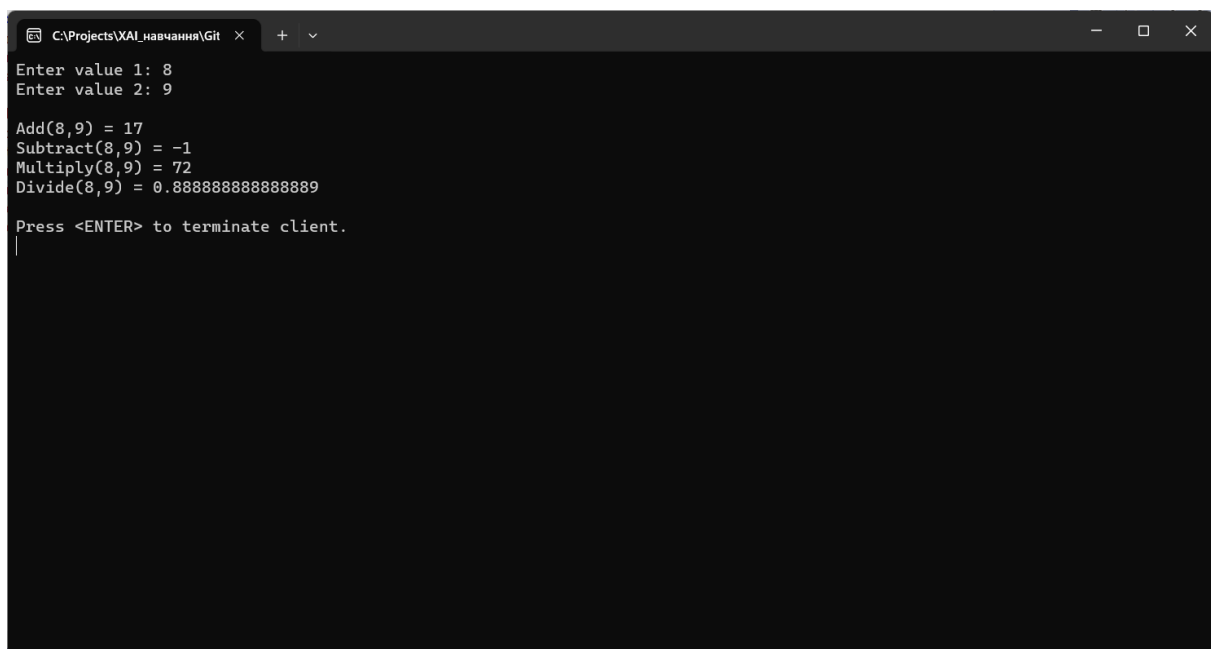 C:\Projects\XAI_навчання\Git
Enter value 1: 8
Enter value 2: 9
Add(8,9) = 17
Subtract(8,9) = -1
Multiply(8,9) = 72
Divide(8,9) = 0.888888888888889
Press <ENTER> to terminate client.